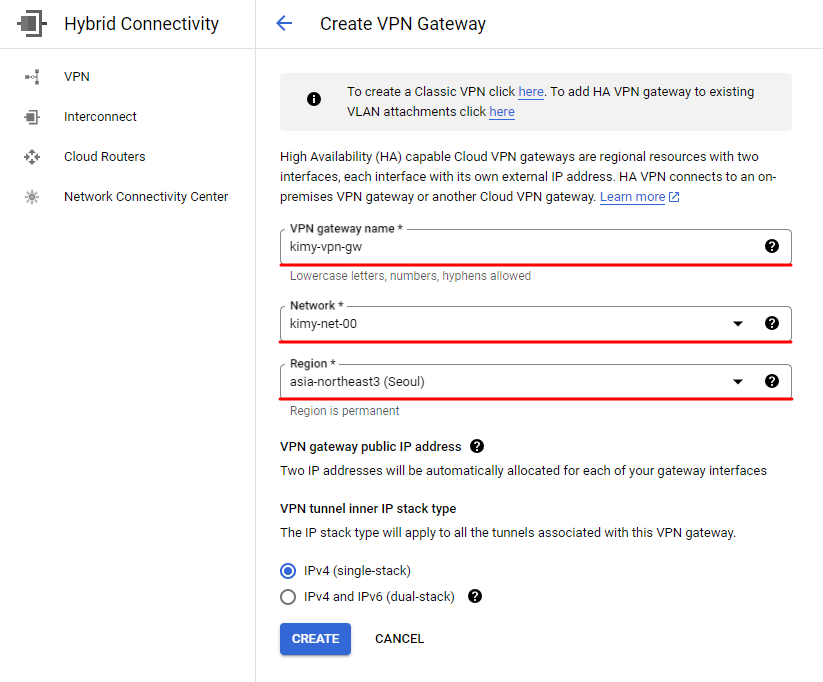 Hybrid Connectivity
Create VPN Gateway
VPN
Interconnect
Cloud Routers
Network Connectivity Center
To create a Classic VPN click here. To add HA VPN gateway to existing
VLAN attachments click here
High Availability (HA) capable Cloud VPN gateways are regional resources with two
interfaces, each interface with its own external IP address. HA VPN connects to an on-
premises VPN gateway or another Cloud VPN gateway. Learn more
VPN gateway name *
kimy-vpn-gw
Lowercase letters, numbers, hyphens allowed
Network *
kimy-net-00
Region *
asia-northeast3 (Seoul)
Region is permanent
VPN gateway public IP address
Two IP addresses will be automatically allocated for each of your gateway interfaces
VPN tunnel inner IP stack type
The IP stack type will apply to all the tunnels associated with this VPN gateway.
IPv4 (single-stack)
IPv4 and IPv6 (dual-stack)
CREATE
CANCEL